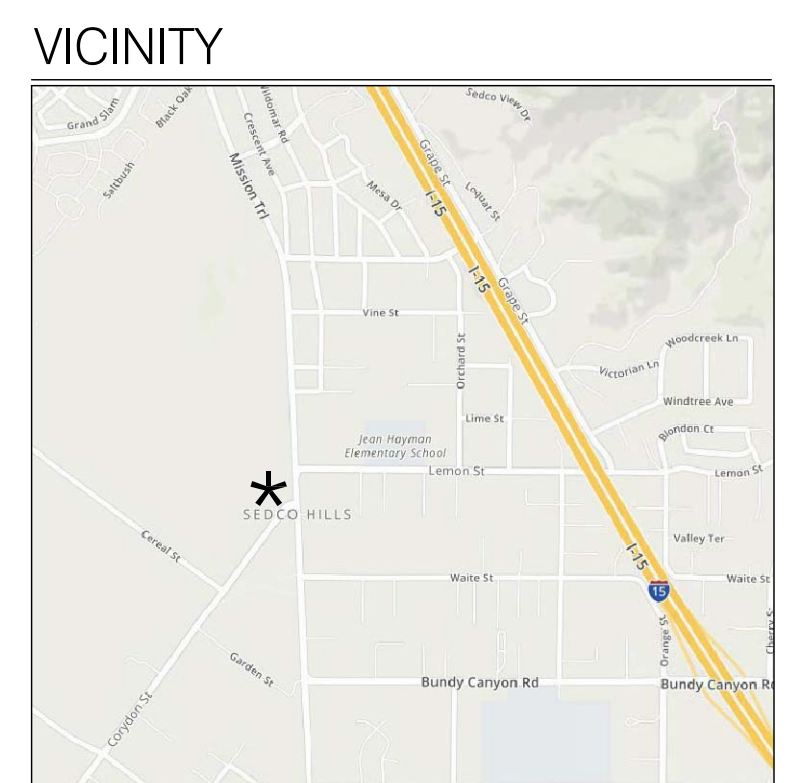 VICINITY
Sedco View Dr
Grand Slam
Black Oak
Wildomar Rd
Crescent Ave
Saltbush
Mission Trl
Grape St
Mesa Dr
Loquat St
I-15
I-15
Grape St
Vine St
Orchard St
Woodcreek Ln
Victorian Ln
Windtree Ave
Lime St
Blondon Ct
Jean Hayman
Elementary School
Lemon St
Lemon St
*
SEDCO HILLS
Cereal St
Valley Ter
I-15
Waite St
Waite St
15
Orange St
Cherry S
Garden St
Bundy Canyon Rd
Bundy Canyon Rd
Corydon St